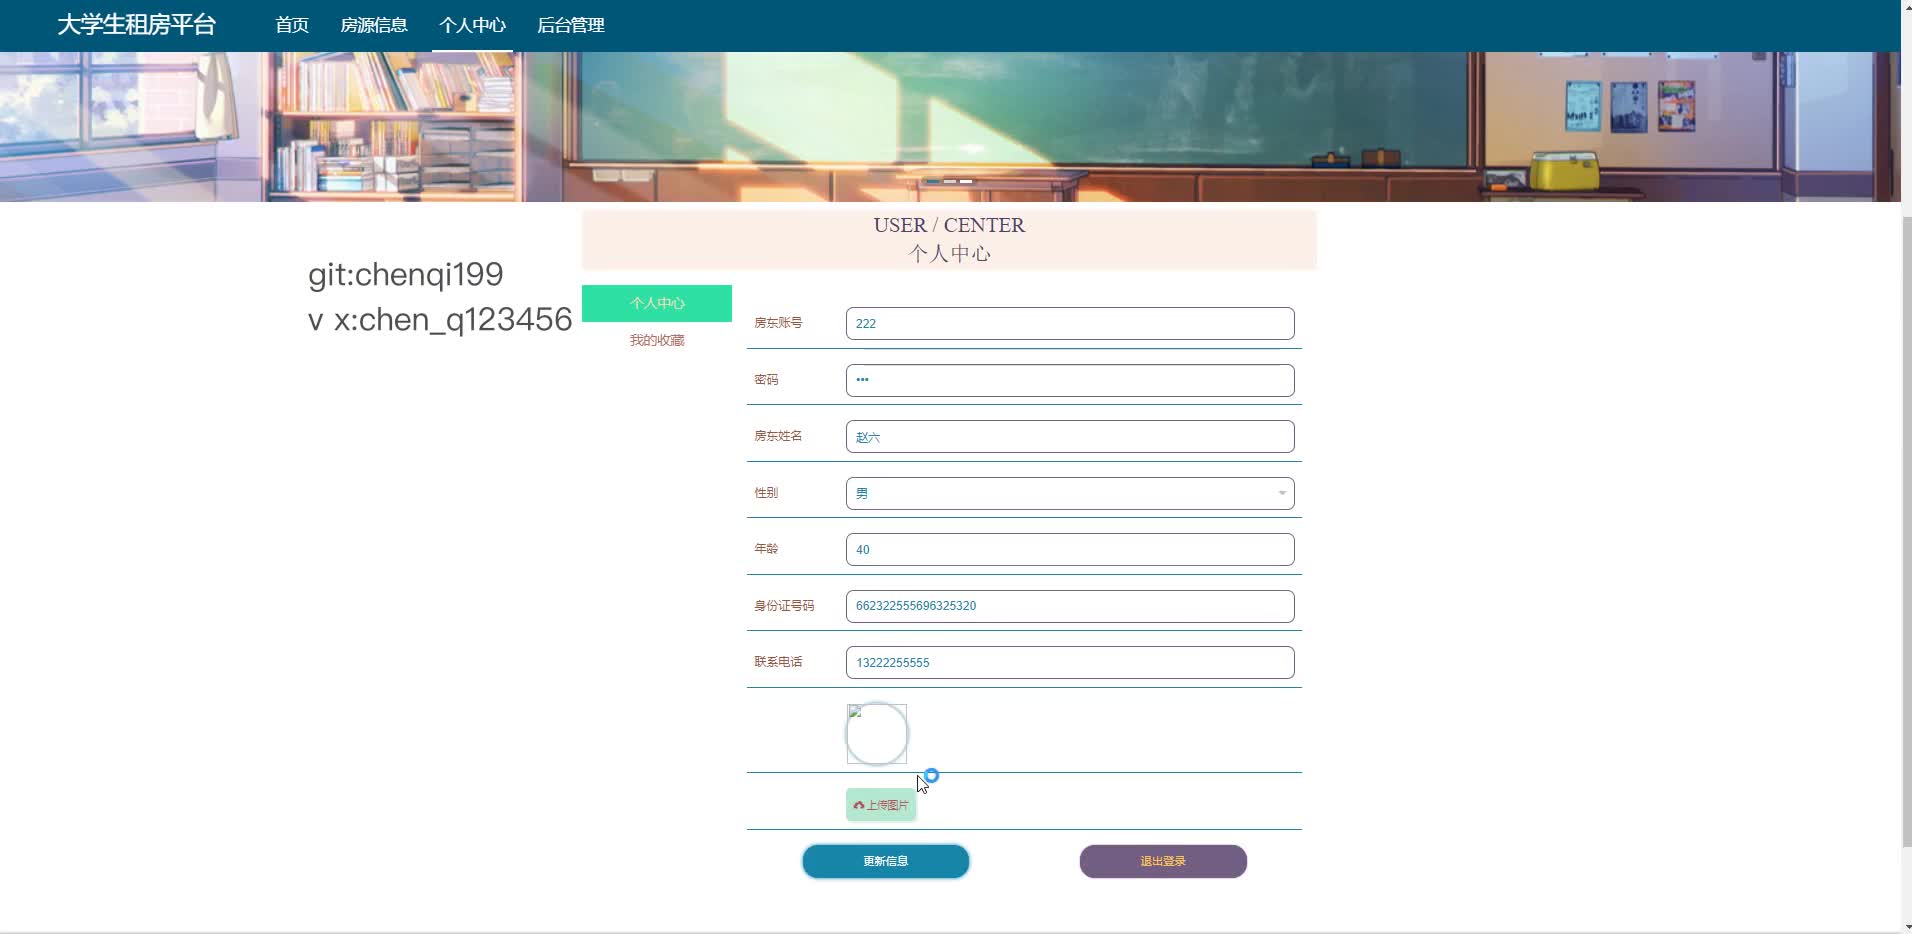 大学生租房平台 首页 房源信息 个人中心 后台管理
USER / CENTER
个人中心
git:chenqi199
v x:chen_q123456
个人中心
我的收藏
房东账号 222
密码 •••
房东姓名 赵六
性别 男
年龄 40
身份证号码 662322555696325320
联系电话 13222255555
上传图片
更新信息 退出登录